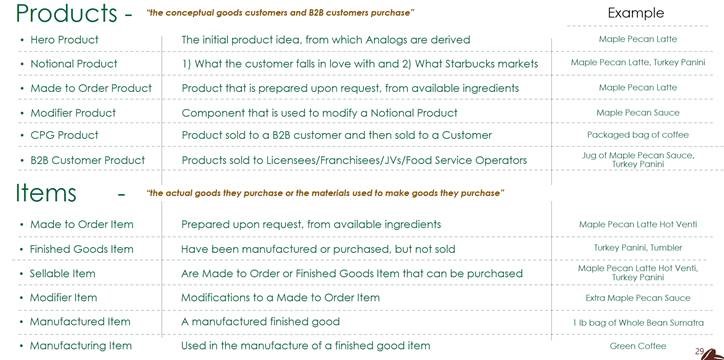 Products - "the conceptual goods customers and B2B customers purchase" Example
• Hero Product The initial product idea, from which Analogs are derived Maple Pecan Latte
• Notional Product 1) What the customer falls in love with and 2) What Starbucks markets Maple Pecan Latte, Turkey Panini
• Made to Order Product Product that is prepared upon request, from available ingredients Maple Pecan Latte
• Modifier Product Component that is used to modify a Notional Product Maple Pecan Sauce
• CPG Product Product sold to a B2B customer and then sold to a Customer Packaged bag of coffee
• B2B Customer Product Products sold to Licensees/Franchisees/JVs/Food Service Operators Jug of Maple Pecan Sauce,
Turkey Panini
Items - "the actual goods they purchase or the materials used to make goods they purchase"
• Made to Order Item Prepared upon request, from available ingredients Maple Pecan Latte Hot Venti
• Finished Goods Item Have been manufactured or purchased, but not sold Turkey Panini, Tumbler
• Sellable Item Are Made to Order or Finished Goods Item that can be purchased Maple Pecan Latte Hot Venti,
Turkey Panini
• Modifier Item Modifications to a Made to Order Item Extra Maple Pecan Sauce
• Manufactured Item A manufactured finished good 1 lb bag of Whole Bean Sumatra
• Manufacturing Item Used in the manufacture of a finished good item Green Coffee
29